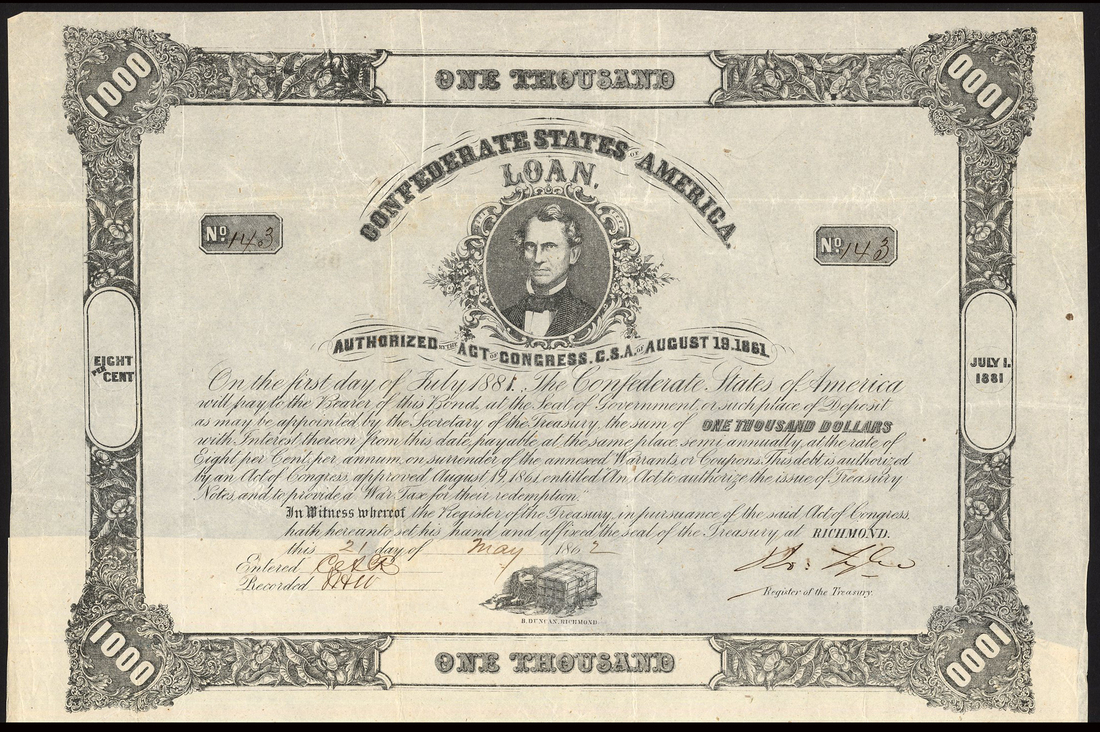 1000 ONE THOUSAND 1000
CONFEDERATE STATES OF AMERICA.
LOAN,
No. 143
No. 143
AUTHORIZED BY THE ACT OF CONGRESS, C.S.A. OF AUGUST 19.1861.
EIGHT PER CENT
JULY 1. 1881
On the first day of July 1881. The Confederate States of America
will pay to the Bearer of this Bond, at the Seat of Government, or such place of Deposit
as may be appointed by the Secretary of the Treasury, the sum of ONE THOUSAND DOLLARS
with Interest thereon from this date, payable, at the same place, semi annually, at the rate of
Eight per Cent, per annum, on surrender of the annexed Warrants, or Coupons. This debt is authorized
by an Act of Congress, approved August 19, 1861, entitled "An Act to authorize the issue of Treasury
Notes, and to provide a War Tax for their redemption."
In Witness whereof, the Register of the Treasury, in pursuance of the said Act of Congress,
hath hereunto set his hand, and affixed the seal of the Treasury, at RICHMOND.
this 21 day of May 1862
Entered
Recorded
Register of the Treasury.
B. DUNCAN, RICHMOND
1000 ONE THOUSAND 1000